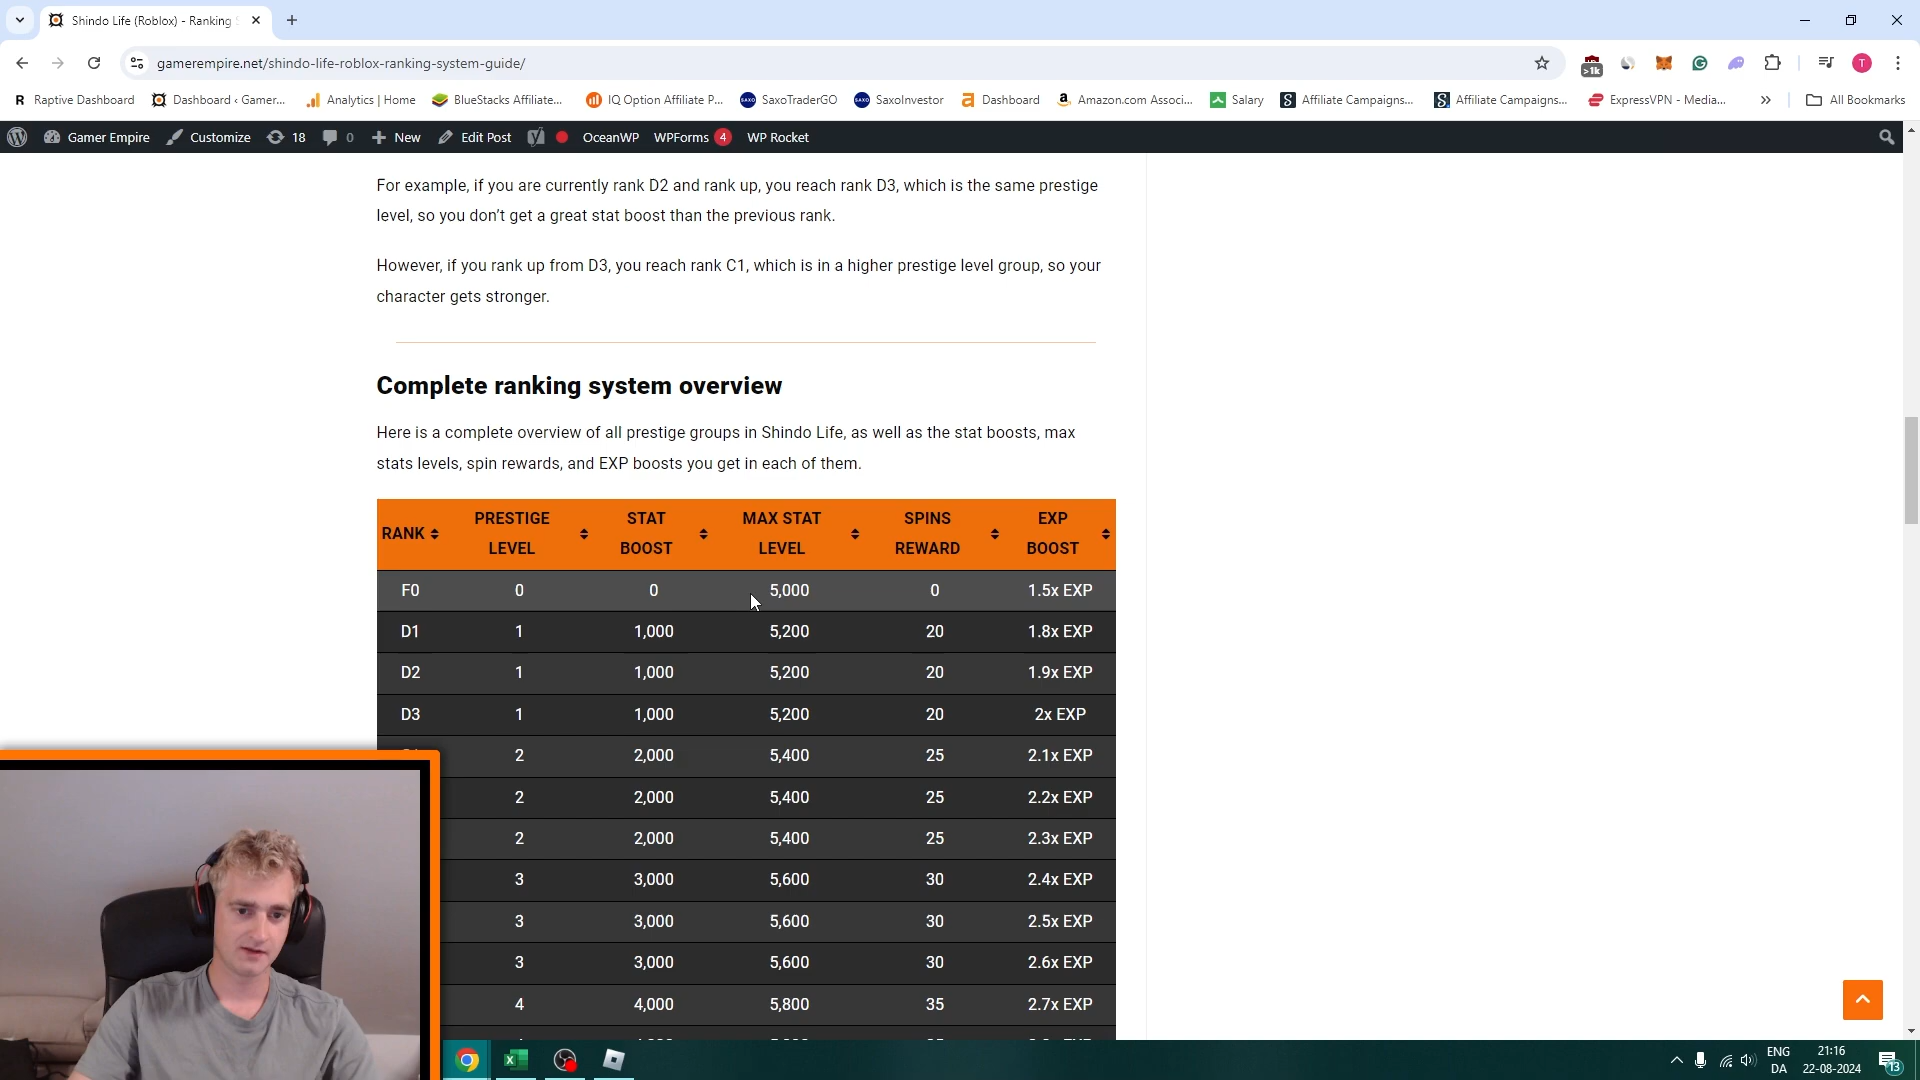 Shindo Life (Roblox) - Ranking S
gamerempire.net/shindo-life-roblox-ranking-system-guide/
>1k
T
R Raptive Dashboard
Dashboard ‹ Gamer...
Analytics | Home
BlueStacks Affiliate...
IQ Option Affiliate P...
SaxoTraderGO
SaxoInvestor
Dashboard
Amazon.com Associ...
Salary
Affiliate Campaigns...
Affiliate Campaigns...
ExpressVPN - Media...
»
All Bookmarks
Gamer Empire
Customize
18
0
New
Edit Post
OceanWP
WPForms 4
WP Rocket
For example, if you are currently rank D2 and rank up, you reach rank D3, which is the same prestige
level, so you don’t get a great stat boost than the previous rank.
However, if you rank up from D3, you reach rank C1, which is in a higher prestige level group, so your
character gets stronger.
Complete ranking system overview
Here is a complete overview of all prestige groups in Shindo Life, as well as the stat boosts, max
stats levels, spin rewards, and EXP boosts you get in each of them.
RANK PRESTIGE LEVEL STAT BOOST MAX STAT LEVEL SPINS REWARD EXP BOOST
F0 0 0 5,000 0 1.5x EXP
D1 1 1,000 5,200 20 1.8x EXP
D2 1 1,000 5,200 20 1.9x EXP
D3 1 1,000 5,200 20 2x EXP
2 2,000 5,400 25 2.1x EXP
2 2,000 5,400 25 2.2x EXP
2 2,000 5,400 25 2.3x EXP
3 3,000 5,600 30 2.4x EXP
3 3,000 5,600 30 2.5x EXP
3 3,000 5,600 30 2.6x EXP
4 4,000 5,800 35 2.7x EXP
ENG
DA
21:16
22-08-2024
13